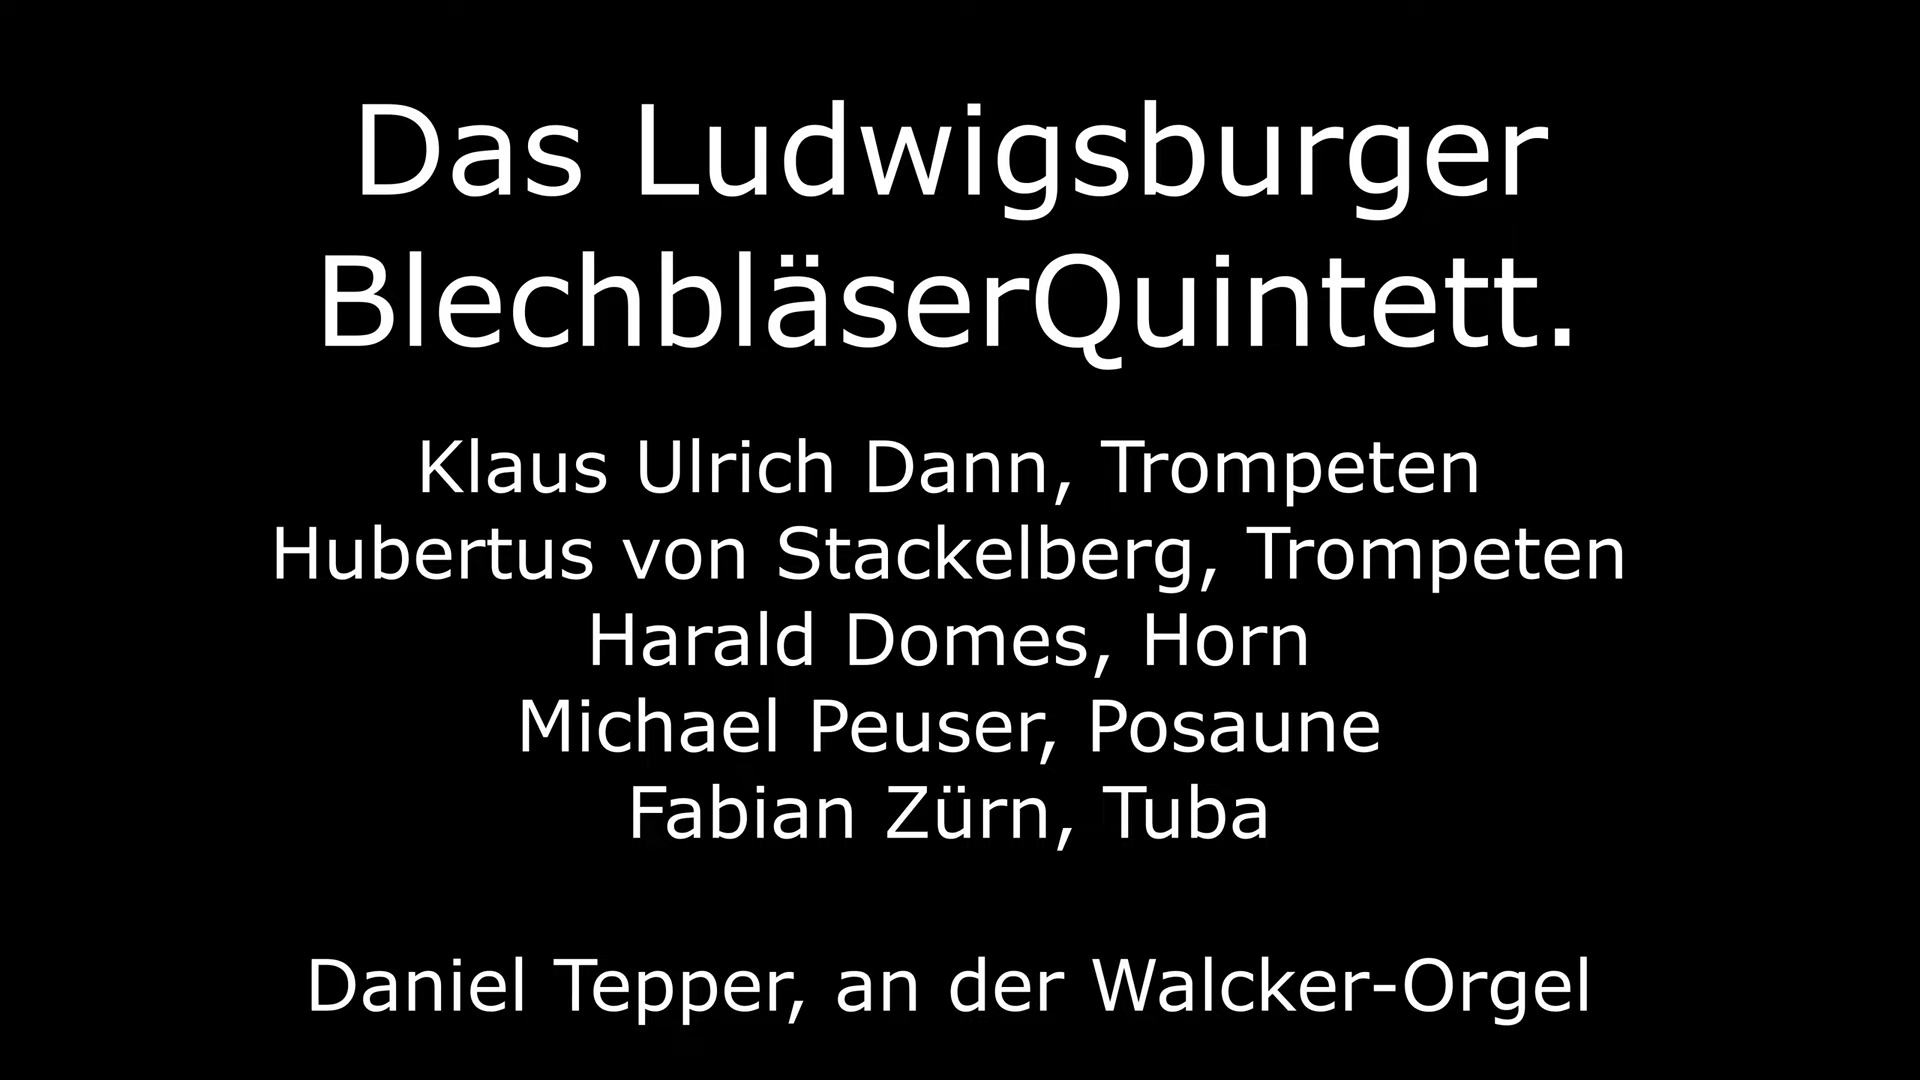 Das Ludwigsburger
BlechbläserQuintett.
Klaus Ulrich Dann, Trompeten
Hubertus von Stackelberg, Trompeten
Harald Domes, Horn
Michael Peuser, Posaune
Fabian Zürn, Tuba
Daniel Tepper, an der Walcker-Orgel